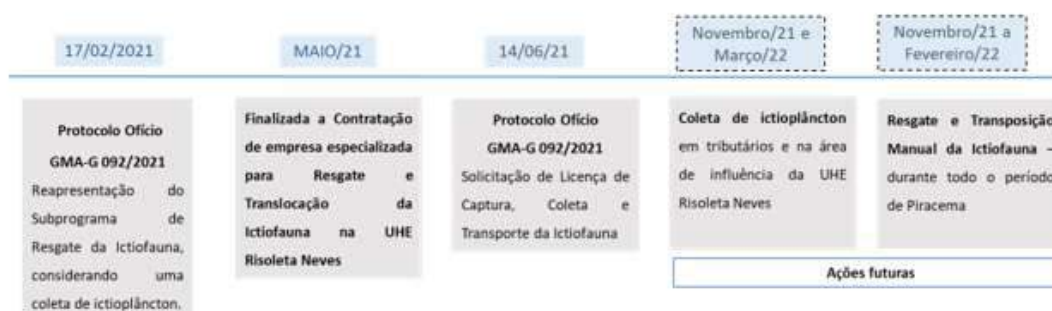 17/02/2021
MAIO/21
14/06/21
Novembro/21 e
Março/22
Novembro/21 a
Fevereiro/22
Protocolo Ofício
GMA-G 092/2021
Reapresentação do
Subprograma de
Resgate da Ictiofauna,
considerando uma
coleta de ictioplâncton.
Finalizada a Contratação
de empresa especializada
para Resgate e
Translocação da
Ictiofauna na UHE
Risoleta Neves
Protocolo Ofício
GMA-G 092/2021
Solicitação de Licença de
Captura, Coleta e
Transporte da Ictiofauna
Coleta de ictioplâncton
em tributários e na área
de influência da UHE
Risoleta Neves
Resgate e Transposição
Manual da Ictiofauna –
durante todo o período
de Piracema
Ações futuras